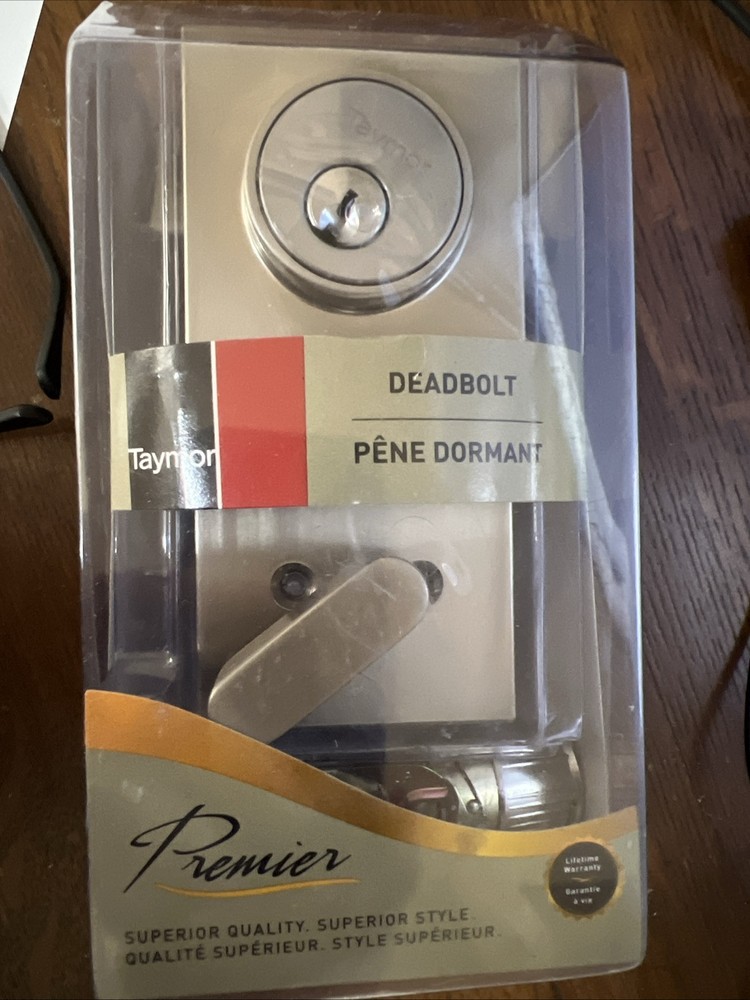 Taymor
DEADBOLT
PÊNE DORMANT
Taymor
Premier
Lifetime
Warranty
Garantie
à vie
SUPERIOR QUALITY. SUPERIOR STYLE.
QUALITÉ SUPÉRIEUR. STYLE SUPÉRIEUR.